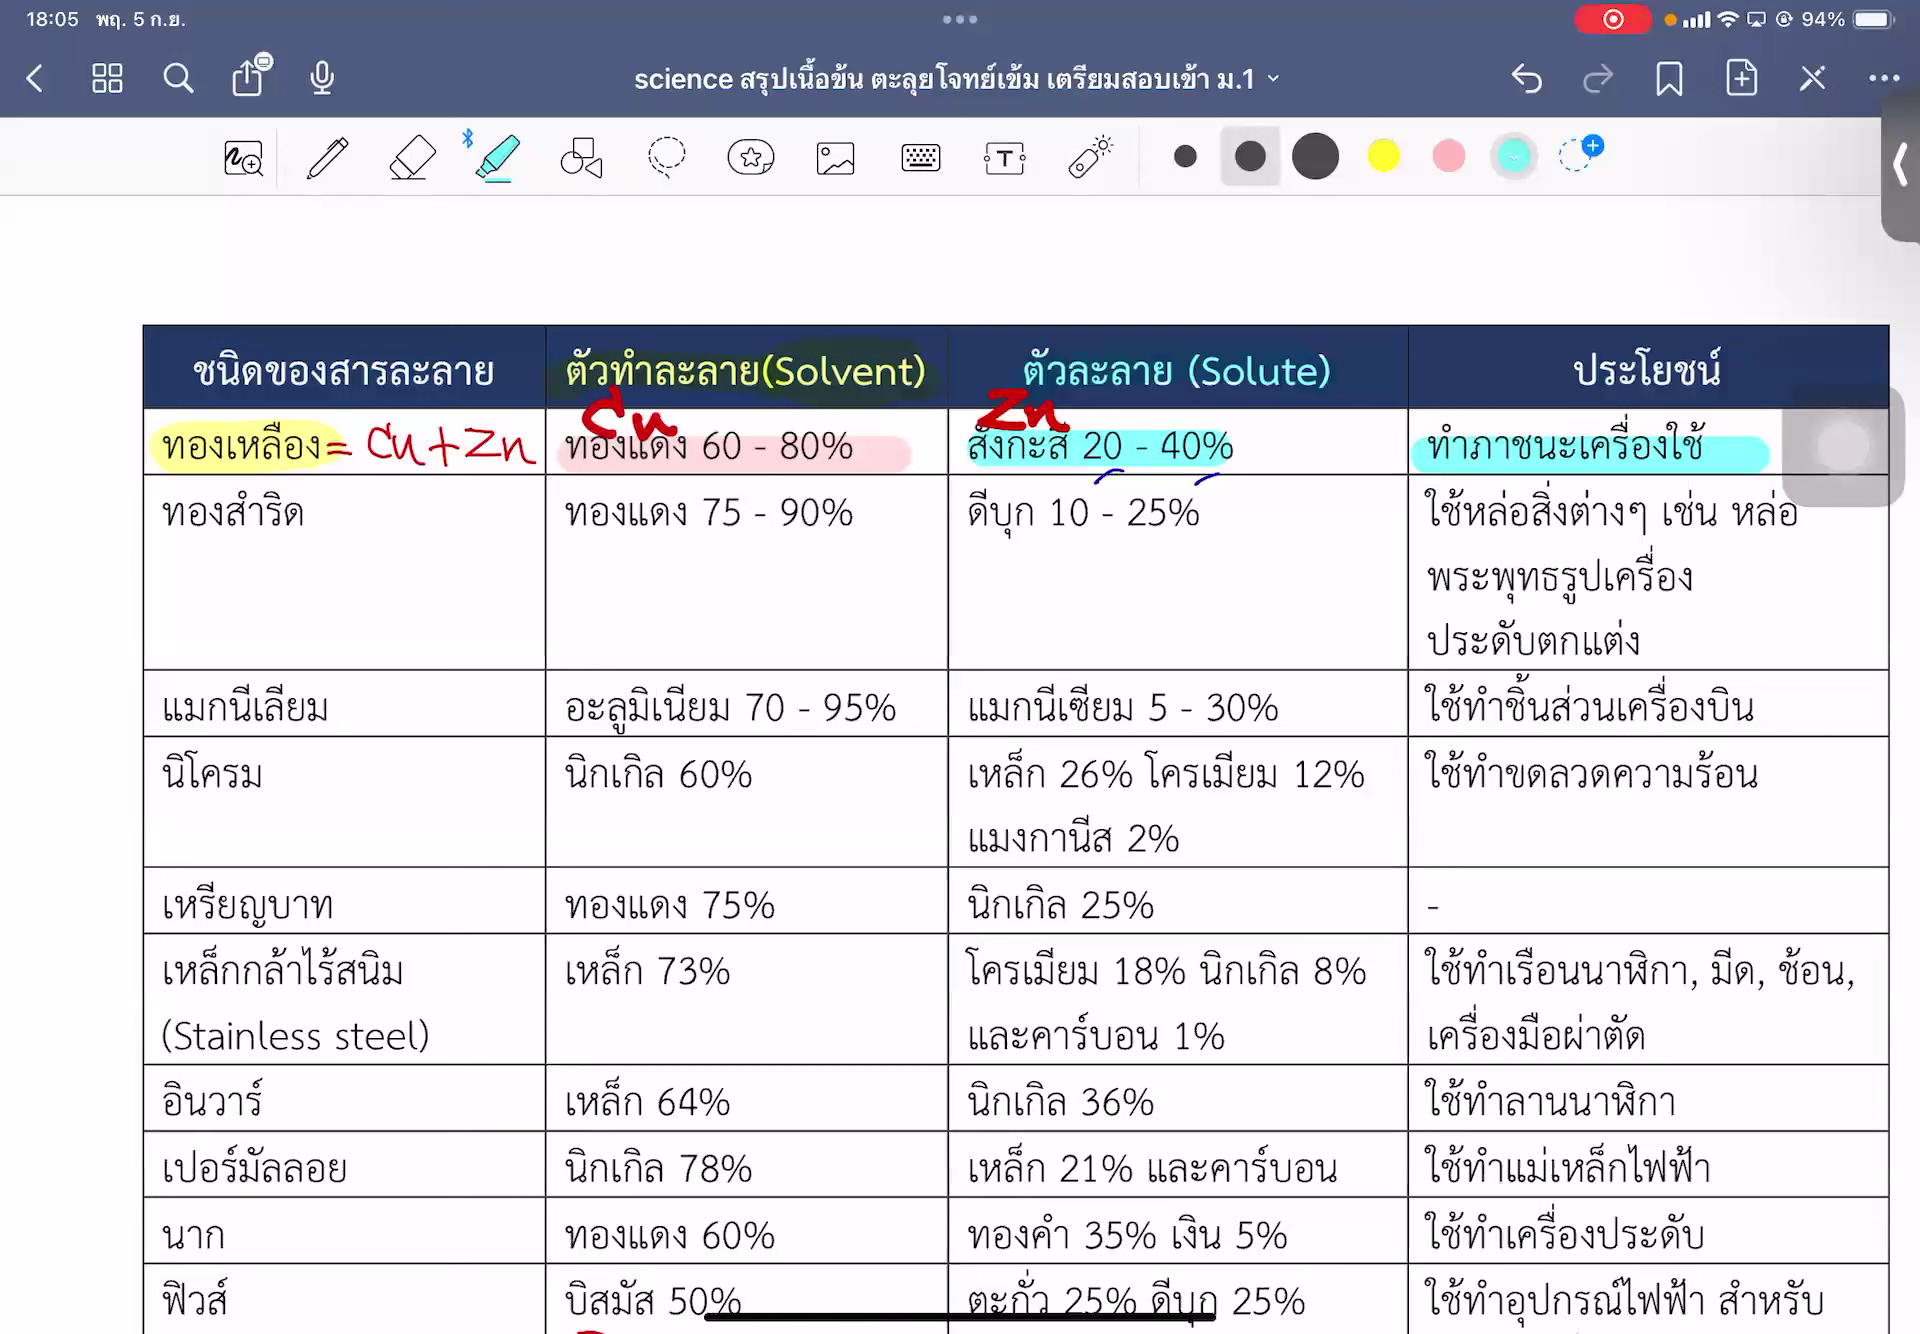 18:05 พฤ. 5 ก.ย.
94%
science สรุปเนื้อข้น ตะลุยโจทย์เข้ม เตรียมสอบเข้า ม.1
ชนิดของสารละลาย ตัวทำละลาย(Solvent) ตัวละลาย (Solute) ประโยชน์
Cu Zn
ทองเหลือง = Cu + Zn ทองแดง 60 - 80% สังกะสี 20 - 40% ทำภาชนะเครื่องใช้
ทองสำริด ทองแดง 75 - 90% ดีบุก 10 - 25% ใช้หล่อสิ่งต่างๆ เช่น หล่อ
พระพุทธรูปเครื่อง
ประดับตกแต่ง
แมกนีเลียม อะลูมิเนียม 70 - 95% แมกนีเซียม 5 - 30% ใช้ทำชิ้นส่วนเครื่องบิน
นิโครม นิกเกิล 60% เหล็ก 26% โครเมียม 12% ใช้ทำขดลวดความร้อน
แมงกานีส 2%
เหรียญบาท ทองแดง 75% นิกเกิล 25% -
เหล็กกล้าไร้สนิม เหล็ก 73% โครเมียม 18% นิกเกิล 8% ใช้ทำเรือนนาฬิกา, มีด, ช้อน,
(Stainless steel) และคาร์บอน 1% เครื่องมือผ่าตัด
อินวาร์ เหล็ก 64% นิกเกิล 36% ใช้ทำลานนาฬิกา
เปอร์มัลลอย นิกเกิล 78% เหล็ก 21% และคาร์บอน ใช้ทำแม่เหล็กไฟฟ้า
นาก ทองแดง 60% ทองคำ 35% เงิน 5% ใช้ทำเครื่องประดับ
ฟิวส์ บิสมัส 50% ตะกั่ว 25% ดีบุก 25% ใช้ทำอุปกรณ์ไฟฟ้า สำหรับ